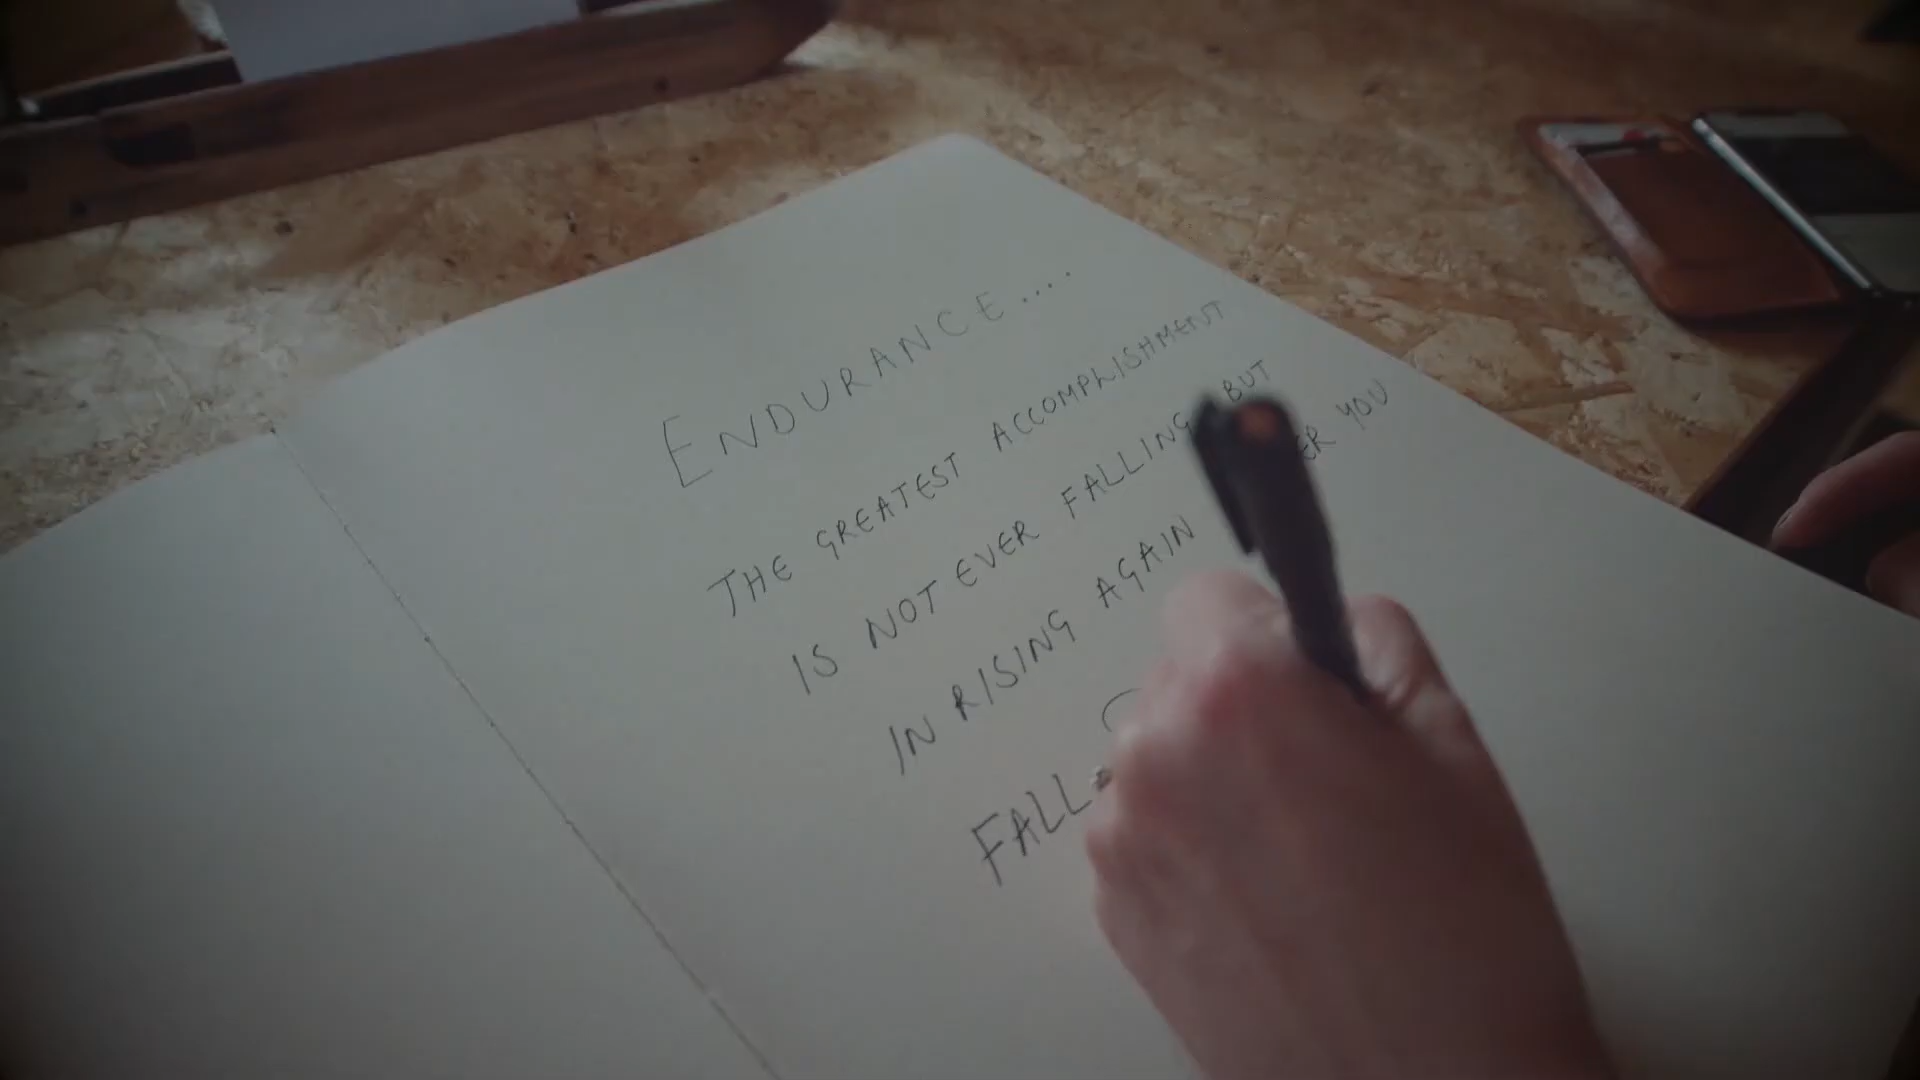 ENDURANCE....
THE GREATEST ACCOMPLISHMENT
IS NOT EVER FALLING, BUT
IN RISING AGAIN YOU
FALL